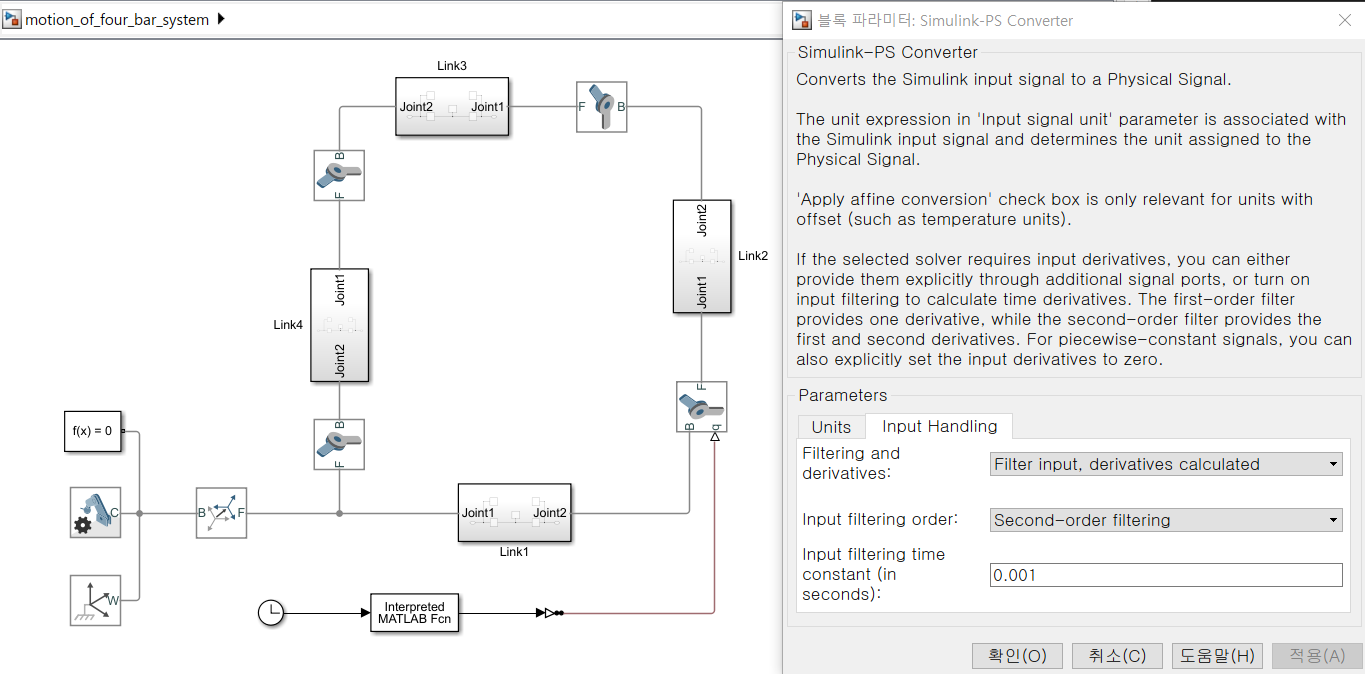 motion_of_four_bar_system
Link3
Joint2
Joint1
F
B
B
F
Joint2
Joint1
Link2
Joint1
Joint2
Link4
F
B
q
B
F
f(x) = 0
C
B
F
W
Joint1
Joint2
Link1
Interpreted
MATLAB Fcn
블록 파라미터: Simulink-PS Converter
Simulink-PS Converter
Converts the Simulink input signal to a Physical Signal.
The unit expression in 'Input signal unit' parameter is associated with
the Simulink input signal and determines the unit assigned to the
Physical Signal.
'Apply affine conversion' check box is only relevant for units with
offset (such as temperature units).
If the selected solver requires input derivatives, you can either
provide them explicitly through additional signal ports, or turn on
input filtering to calculate time derivatives. The first-order filter
provides one derivative, while the second-order filter provides the
first and second derivatives. For piecewise-constant signals, you can
also explicitly set the input derivatives to zero.
Parameters
Units
Input Handling
Filtering and
derivatives:
Filter input, derivatives calculated
Input filtering order:
Second-order filtering
Input filtering time
constant (in
seconds):
0.001
확인(O)
취소(C)
도움말(H)
적용(A)